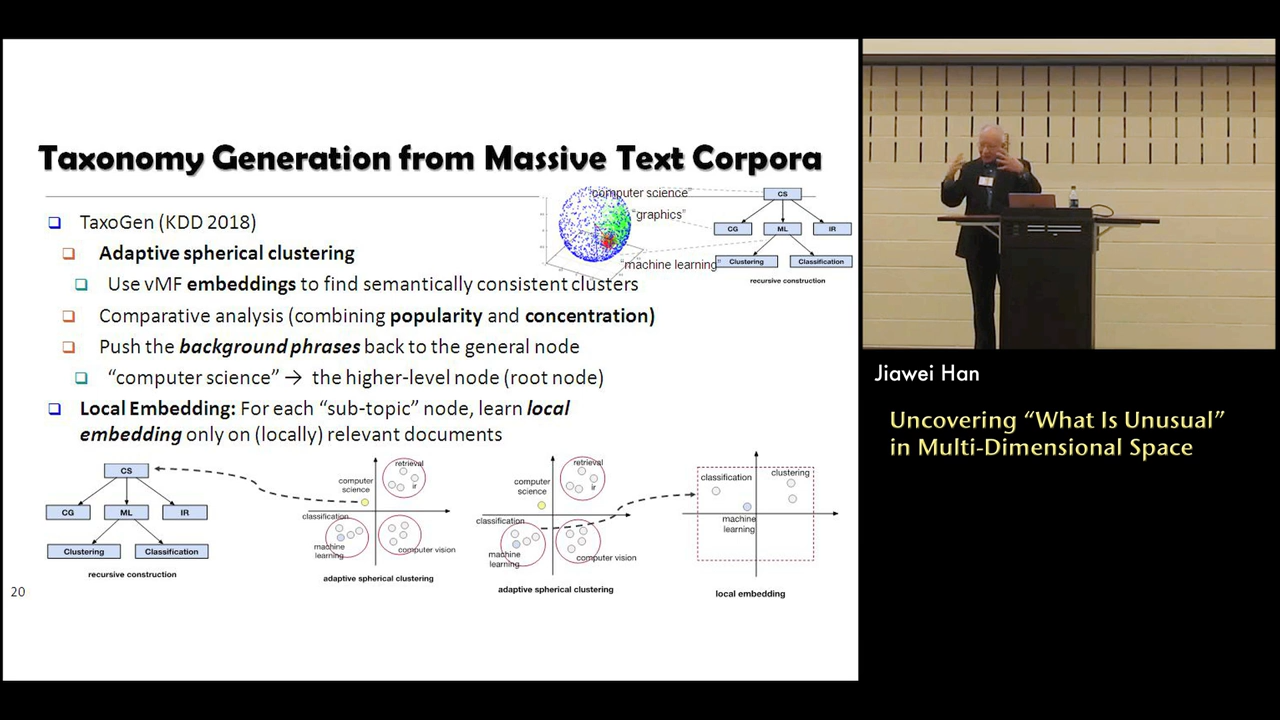 Taxonomy Generation from Massive Text Corpora
TaxoGen (KDD 2018)
Adaptive spherical clustering
Use vMF embeddings to find semantically consistent clusters
Comparative analysis (combining popularity and concentration)
Push the background phrases back to the general node
“computer science” → the higher-level node (root node)
Local Embedding: For each “sub-topic” node, learn local
embedding only on (locally) relevant documents
“computer science”
“graphics”
“machine learning”
CS
CG
ML
IR
Clustering
Classification
recursive construction
CS
CG
ML
IR
Clustering
Classification
recursive construction
retrieval
ir
computer
science
classification
machine
learning
computer vision
adaptive spherical clustering
retrieval
ir
computer
science
classification
machine
learning
computer vision
adaptive spherical clustering
classification
clustering
machine
learning
local embedding
20
Jiawei Han
Uncovering “What Is Unusual”
in Multi-Dimensional Space